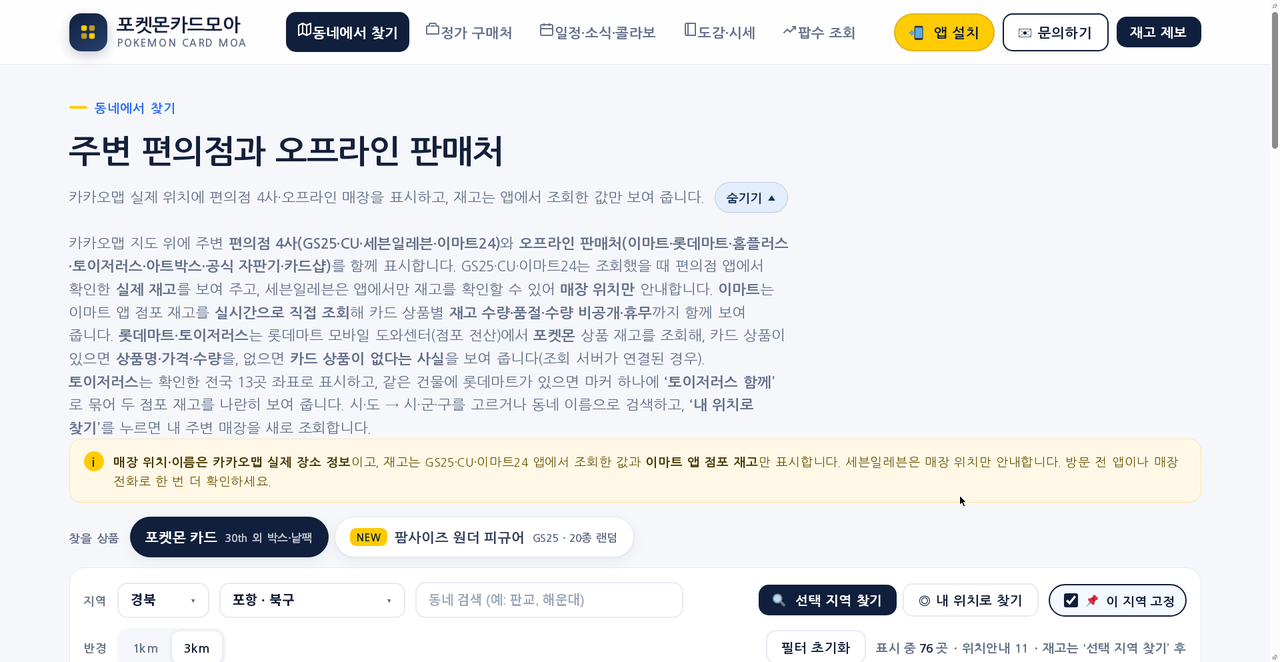 포켓몬카드모아
POKEMON CARD MOA
동네에서 찾기
정가 구매처
일정·소식·콜라보
도감·시세
팝수 조회
앱 설치
문의하기
재고 제보
동네에서 찾기
주변 편의점과 오프라인 판매처
카카오맵 실제 위치에 편의점 4사·오프라인 매장을 표시하고, 재고는 앱에서 조회한 값만 보여 줍니다.
숨기기 ▲
카카오맵 지도 위에 주변 편의점 4사(GS25·CU·세븐일레븐·이마트24)와 오프라인 판매처(이마트·롯데마트·홈플러스
·토이저러스·아트박스·공식 자판기·카드샵)를 함께 표시합니다. GS25·CU·이마트24는 조회했을 때 편의점 앱에서
확인한 실제 재고를 보여 주고, 세븐일레븐은 앱에서만 재고를 확인할 수 있어 매장 위치만 안내합니다. 이마트는
이마트 앱 점포 재고를 실시간으로 직접 조회해 카드 상품별 재고 수량·품절·수량 비공개·휴무까지 함께 보여
줍니다. 롯데마트·토이저러스는 롯데마트 모바일 도와센터(점포 전산)에서 포켓몬 상품 재고를 조회해, 카드 상품이
있으면 상품명·가격·수량을, 없으면 카드 상품이 없다는 사실을 보여 줍니다(조회 서버가 연결된 경우).
토이저러스는 확인한 전국 13곳 좌표로 표시하고, 같은 건물에 롯데마트가 있으면 마커 하나에 ‘토이저러스 함께’
로 묶어 두 점포 재고를 나란히 보여 줍니다. 시·도 → 시·군·구를 고르거나 동네 이름으로 검색하고, ‘내 위치로
찾기’를 누르면 내 주변 매장을 새로 조회합니다.
i
매장 위치·이름은 카카오맵 실제 장소 정보이고, 재고는 GS25·CU·이마트24 앱에서 조회한 값과 이마트 앱 점포 재고만 표시합니다. 세븐일레븐은 매장 위치만 안내합니다. 방문 전 앱이나 매장
전화로 한 번 더 확인하세요.
찾을 상품
포켓몬 카드 30th 외 박스·낱팩
NEW 팜사이즈 원더 피규어 GS25 · 20종 랜덤
지역
경북
포항 · 북구
동네 검색 (예: 판교, 해운대)
선택 지역 찾기
◎ 내 위치로 찾기
이 지역 고정
반경
1km
3km
필터 초기화
표시 중 76곳 · 위치안내 11 · 재고는 ‘선택 지역 찾기’ 후